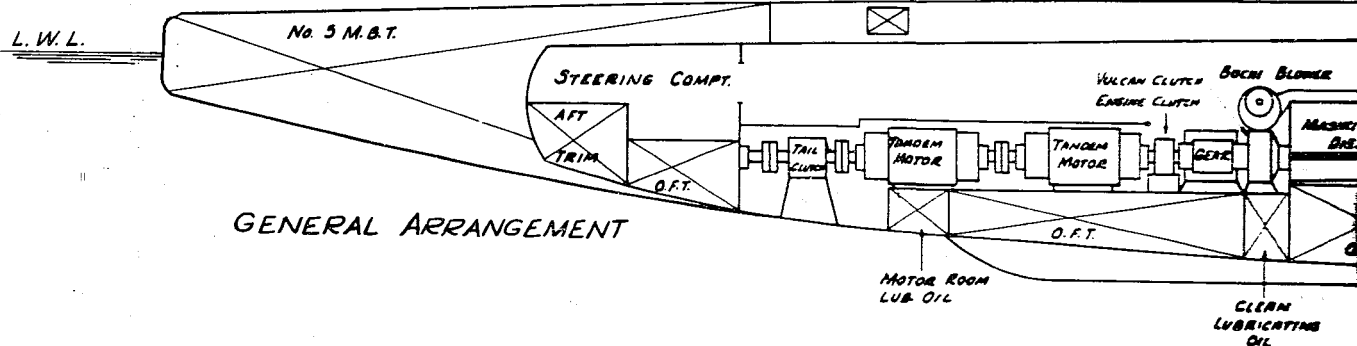 L.W.L.
No. 5 M.B.T.
STEERING COMPT.
AFT
TRIM
O.F.T.
TAIL
CLUTCH
TANDEM
MOTOR
TANDEM
MOTOR
VULCAN CLUTCH
ENGINE CLUTCH
GEAR
BLOWER
GENERAL ARRANGEMENT
O.F.T.
MOTOR ROOM
LUB OIL
CLEAN
LUBRICATING
OIL